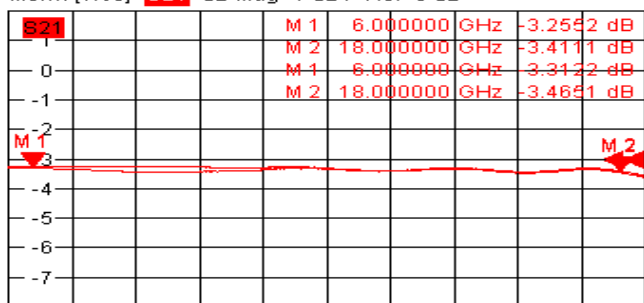 S21
M 1 6.000000 GHz -3.2552 dB
M 2 18.000000 GHz -3.4111 dB
M 1 6.000000 GHz -3.3122 dB
M 2 18.000000 GHz -3.4651 dB
1
0
-1
-2
M 1
M 2
-3
-4
-5
-6
-7